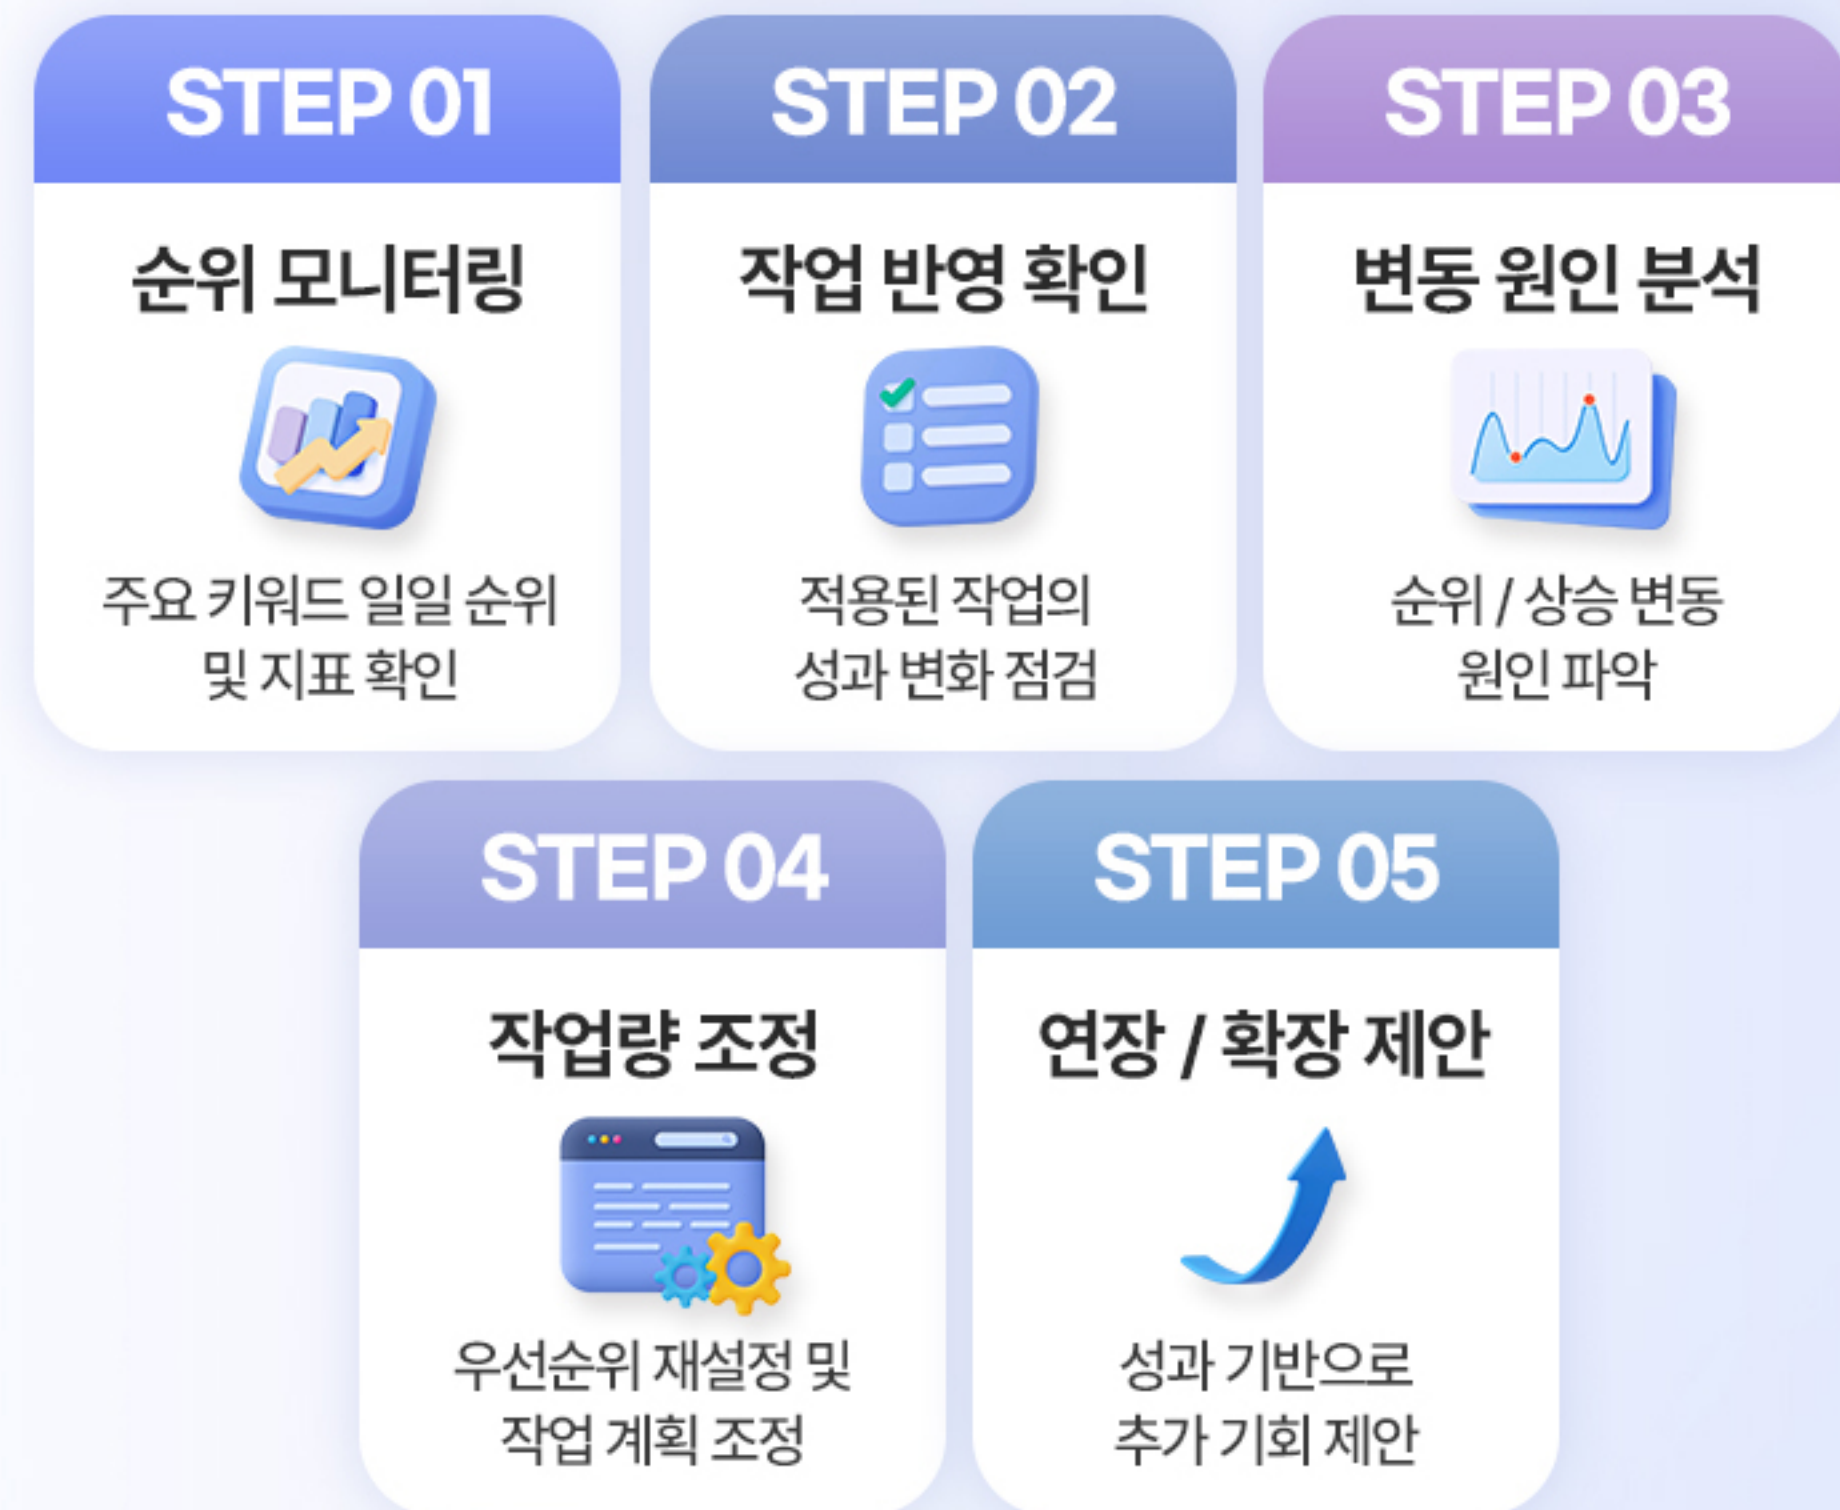 STEP 01
순위 모니터링
주요 키워드 일일 순위
및 지표 확인
STEP 02
작업 반영 확인
적용된 작업의
성과 변화 점검
STEP 03
변동 원인 분석
순위 / 상승 변동
원인 파악
STEP 04
작업량 조정
우선순위 재설정 및
작업 계획 조정
STEP 05
연장 / 확장 제안
성과 기반으로
추가 기회 제안